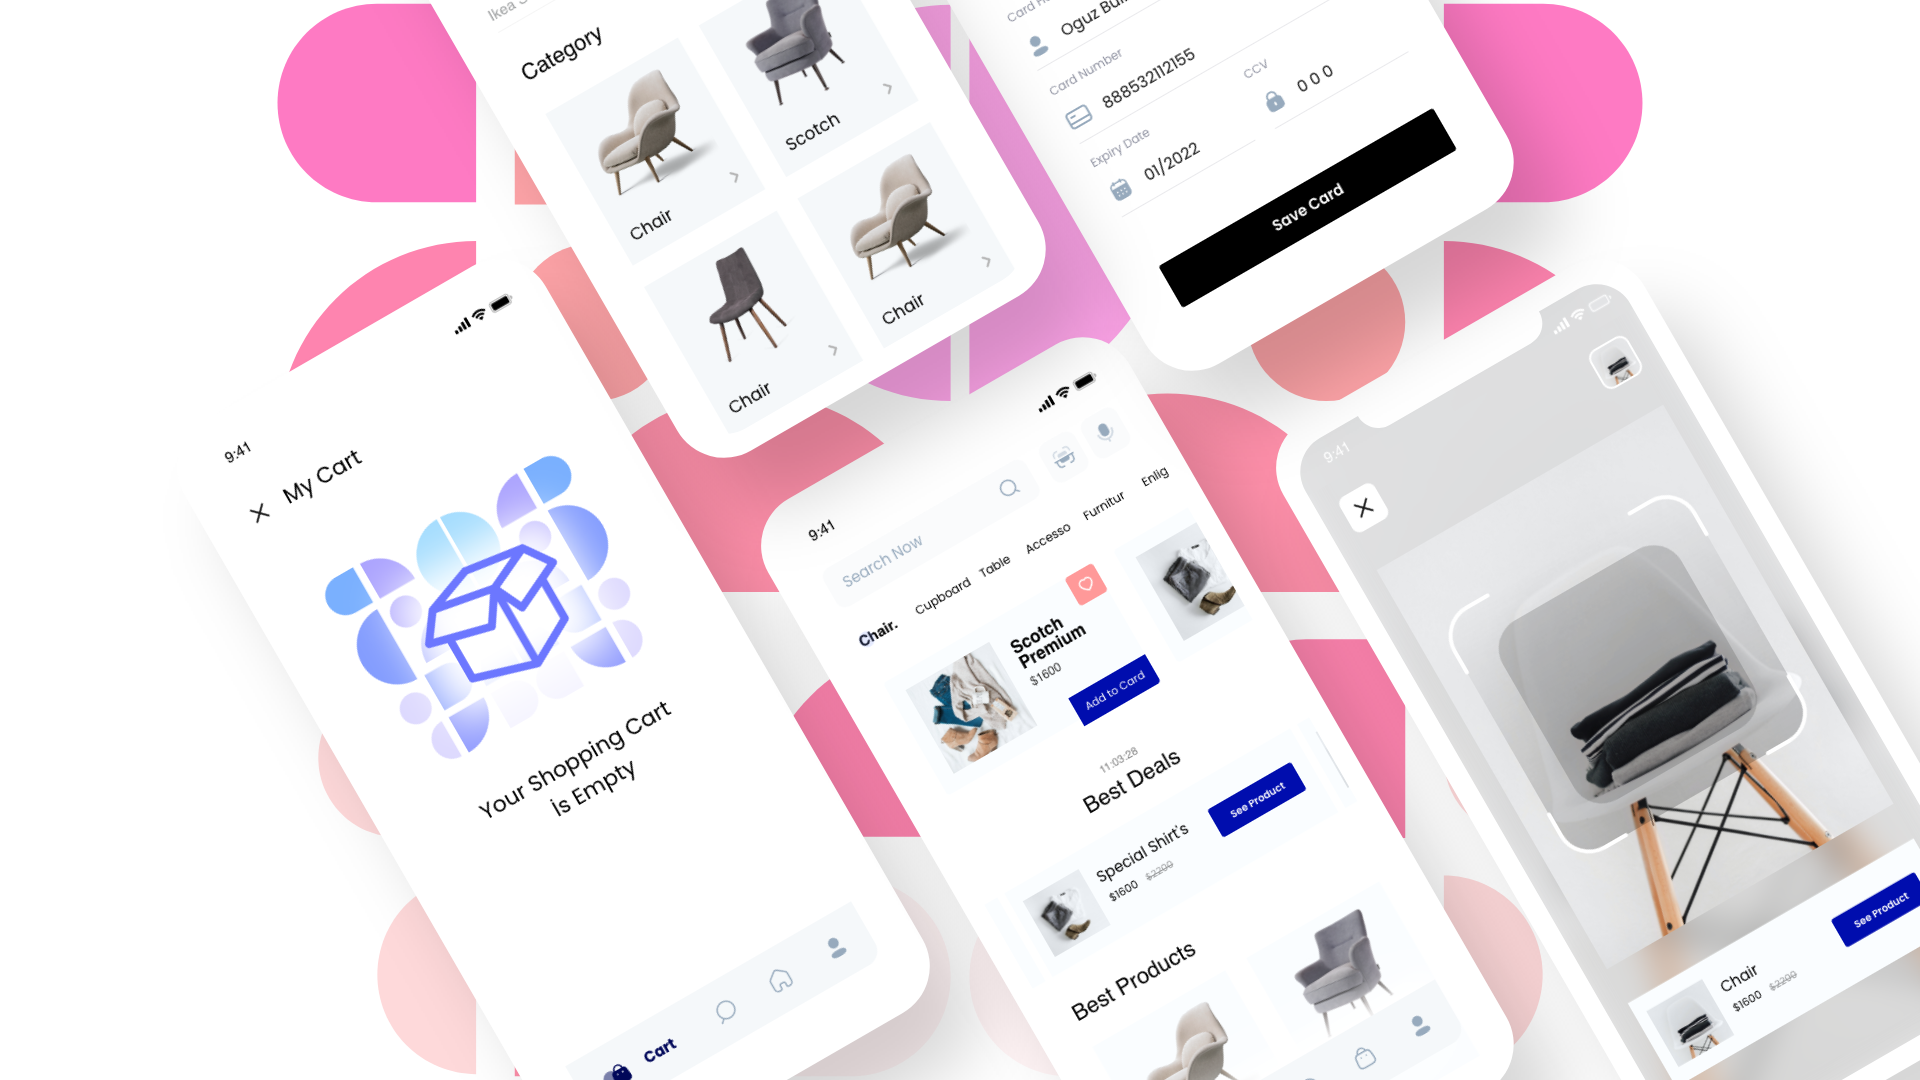 Ikea S
Category
Chair
Scotch
Chair
Chair
Card Number
888532112155
CCV
000
Expiry Date
01/2022
Save Card
9:41
My Cart
Your Shopping Cart
is Empty
Cart
9:41
Search Now
Chair.
Cupboard
Table
Accesso
Furnitur
Enlig
Scotch
Premium
$1600
Add to Card
11:03:28
Best Deals
Special Shirt's
$1600
$2200
See Product
Best Products
9:41
Chair
$1600
$2200
See Product